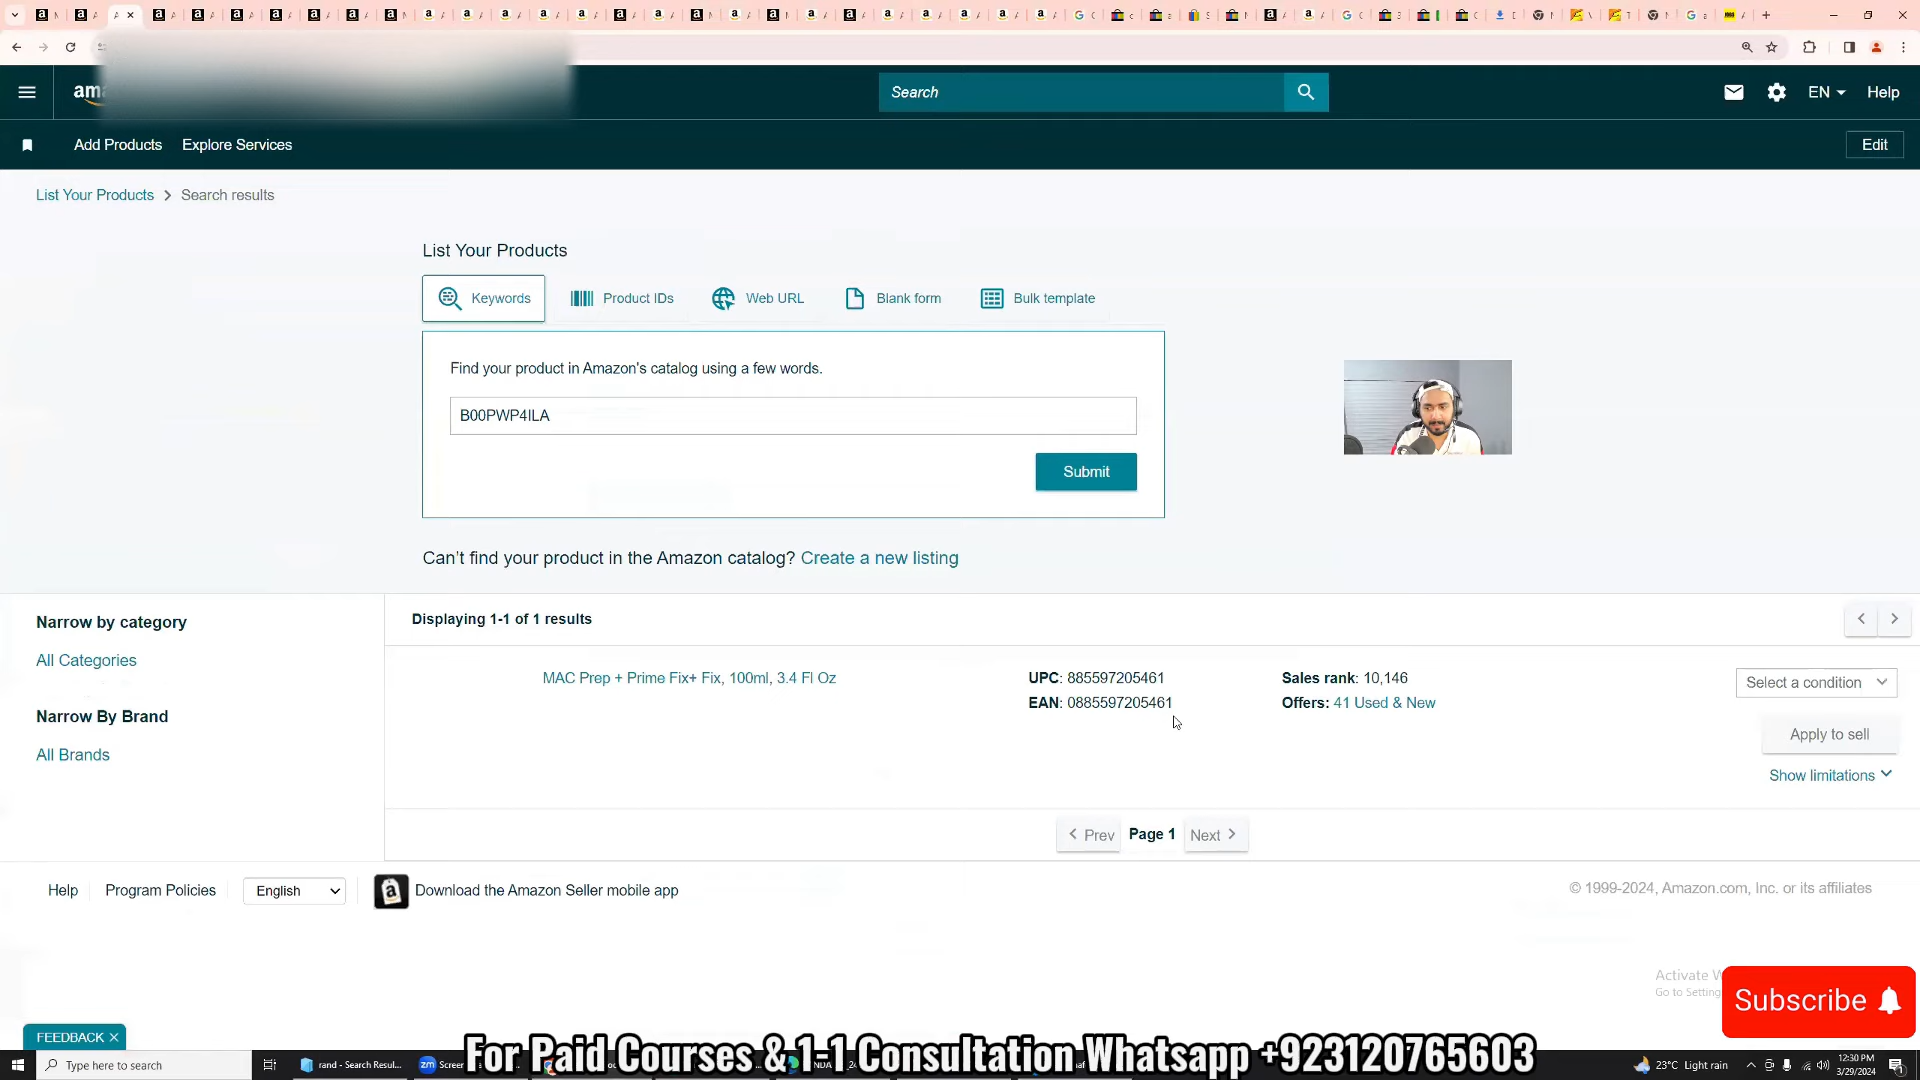 Search
EN
Help
Add Products
Explore Services
Edit
List Your Products
Search results
List Your Products
Keywords
Product IDs
Web URL
Blank form
Bulk template
Find your product in Amazon's catalog using a few words.
B00PWP4ILA
Submit
Can't find your product in the Amazon catalog? Create a new listing
Narrow by category
All Categories
Narrow By Brand
All Brands
Displaying 1-1 of 1 results
MAC Prep + Prime Fix+ Fix, 100ml, 3.4 Fl Oz
UPC: 885597205461
EAN: 0885597205461
Sales rank: 10,146
Offers: 41 Used & New
Select a condition
Apply to sell
Show limitations
Prev
Page 1
Next
Help
Program Policies
English
Download the Amazon Seller mobile app
© 1999-2024, Amazon.com, Inc. or its affiliates
Activate
Go to Setting
Subscribe
FEEDBACK
For Paid Courses & 1-1 Consultation Whatsapp +923120765603
Type here to search
rand - Search Resul...
23°C Light rain
12:30 PM
3/29/2024